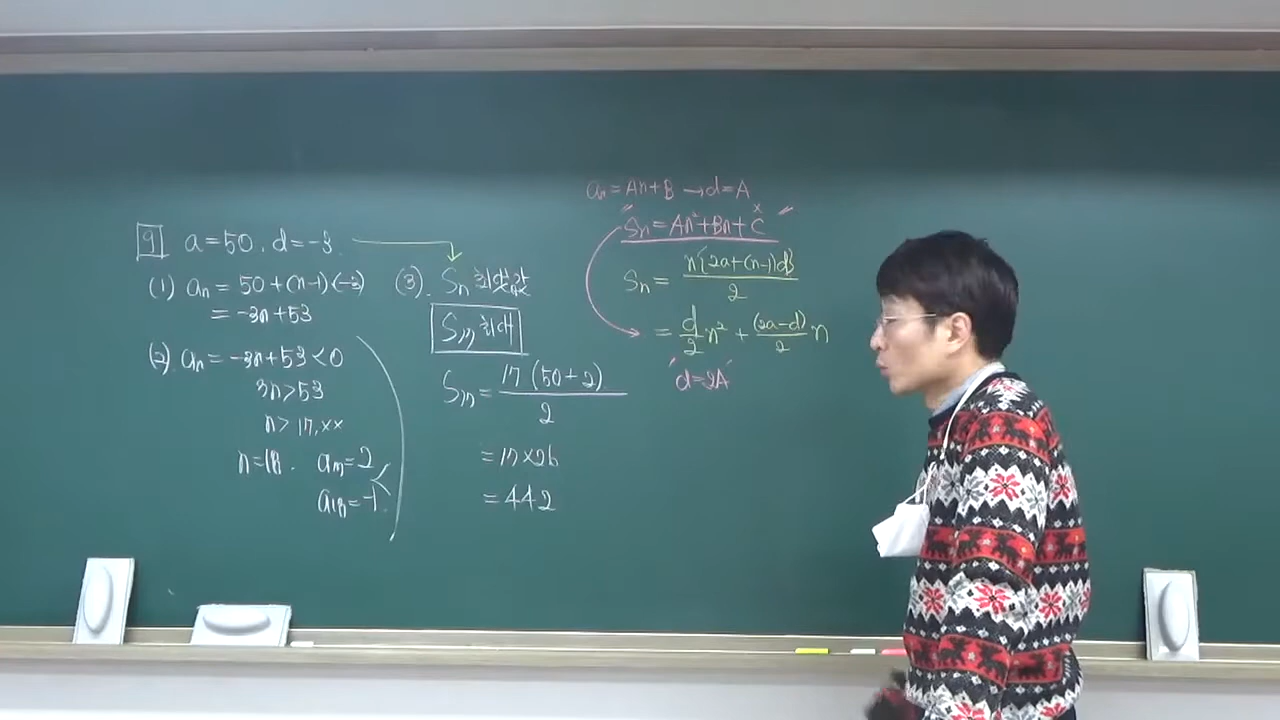 9 a=50. d=-3.
(1) aₙ = 50+(n-1)(-3)
= -3n+53
(2) aₙ = -3n+53<0
3n>53
n>17.××
n=18. a₁₇=2
a₁₈=-1
(3). Sₙ 최댓값
S₁₇ 최대
S₁₇ = 17(50+2) / 2
= 17×26
= 442
aₙ = An+B → d=A
Sₙ = An²+Bn+C
Sₙ = n{2a+(n-1)d} / 2
= d/2 n² + (2a-d)/2 n
d=2A